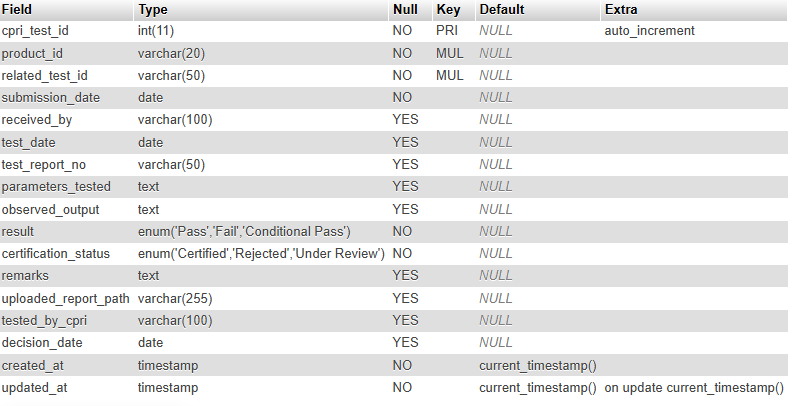 Field Type Null Key Default Extra
cpri_test_id int(11) NO PRI NULL auto_increment
product_id varchar(20) NO MUL NULL
related_test_id varchar(50) NO MUL NULL
submission_date date NO NULL
received_by varchar(100) YES NULL
test_date date YES NULL
test_report_no varchar(50) YES NULL
parameters_tested text YES NULL
observed_output text YES NULL
result enum('Pass','Fail','Conditional Pass') NO NULL
certification_status enum('Certified','Rejected','Under Review') NO NULL
remarks text YES NULL
uploaded_report_path varchar(255) YES NULL
tested_by_cpri varchar(100) YES NULL
decision_date date YES NULL
created_at timestamp NO current_timestamp()
updated_at timestamp NO current_timestamp() on update current_timestamp()